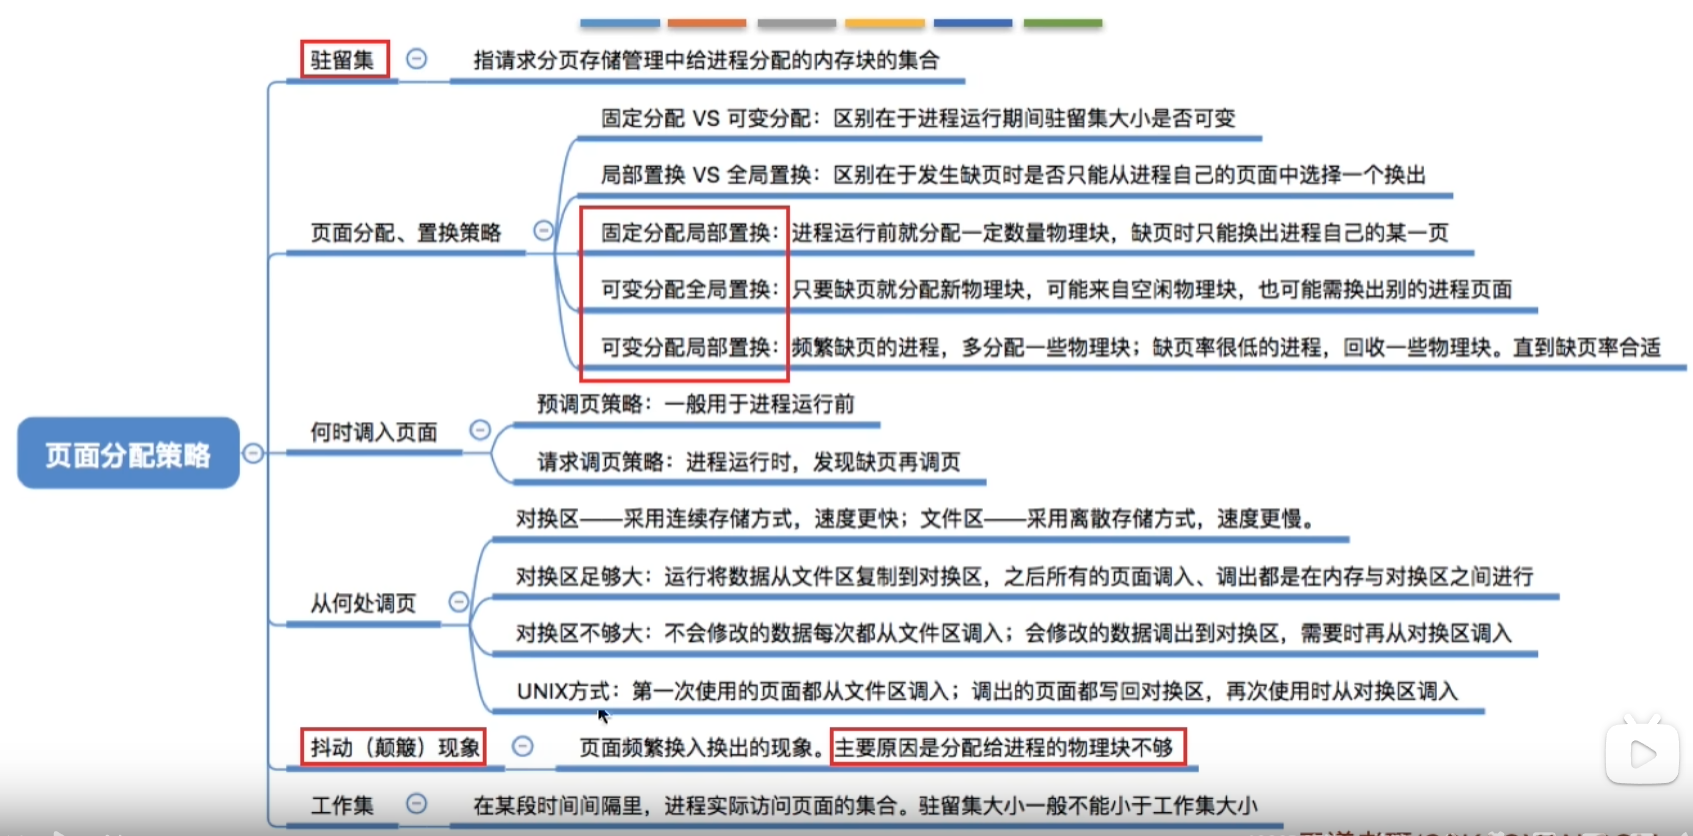 驻留集
指请求分页存储管理中给进程分配的内存块的集合
固定分配 VS 可变分配：区别在于进程运行期间驻留集大小是否可变
局部置换 VS 全局置换：区别在于发生缺页时是否只能从进程自己的页面中选择一个换出
页面分配、置换策略
固定分配局部置换：进程运行前就分配一定数量物理块，缺页时只能换出进程自己的某一页
可变分配全局置换：只要缺页就分配新物理块，可能来自空闲物理块，也可能需换出别的进程页面
可变分配局部置换：频繁缺页的进程，多分配一些物理块；缺页率很低的进程，回收一些物理块。直到缺页率合适
页面分配策略
何时调入页面
预调页策略：一般用于进程运行前
请求调页策略：进程运行时，发现缺页再调页
从何处调页
对换区——采用连续存储方式，速度更快；文件区——采用离散存储方式，速度更慢。
对换区足够大：运行将数据从文件区复制到对换区，之后所有的页面调入、调出都是在内存与对换区之间进行
对换区不够大：不会修改的数据每次都从文件区调入；会修改的数据调出到对换区，需要时再从对换区调入
UNIX方式：第一次使用的页面都从文件区调入；调出的页面都写回对换区，再次使用时从对换区调入
抖动（颠簸）现象
页面频繁换入换出的现象。主要原因是分配给进程的物理块不够
工作集
在某段时间间隔里，进程实际访问页面的集合。驻留集大小一般不能小于工作集大小